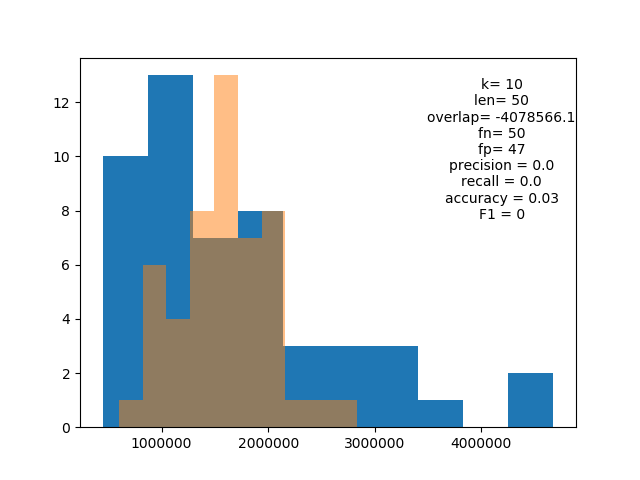 k= 10
len= 50
overlap= -4078566.1
fn= 50
fp= 47
precision = 0.0
recall = 0.0
accuracy = 0.03
F1 = 0
12
10
8
6
4
2
0
1000000 2000000 3000000 4000000